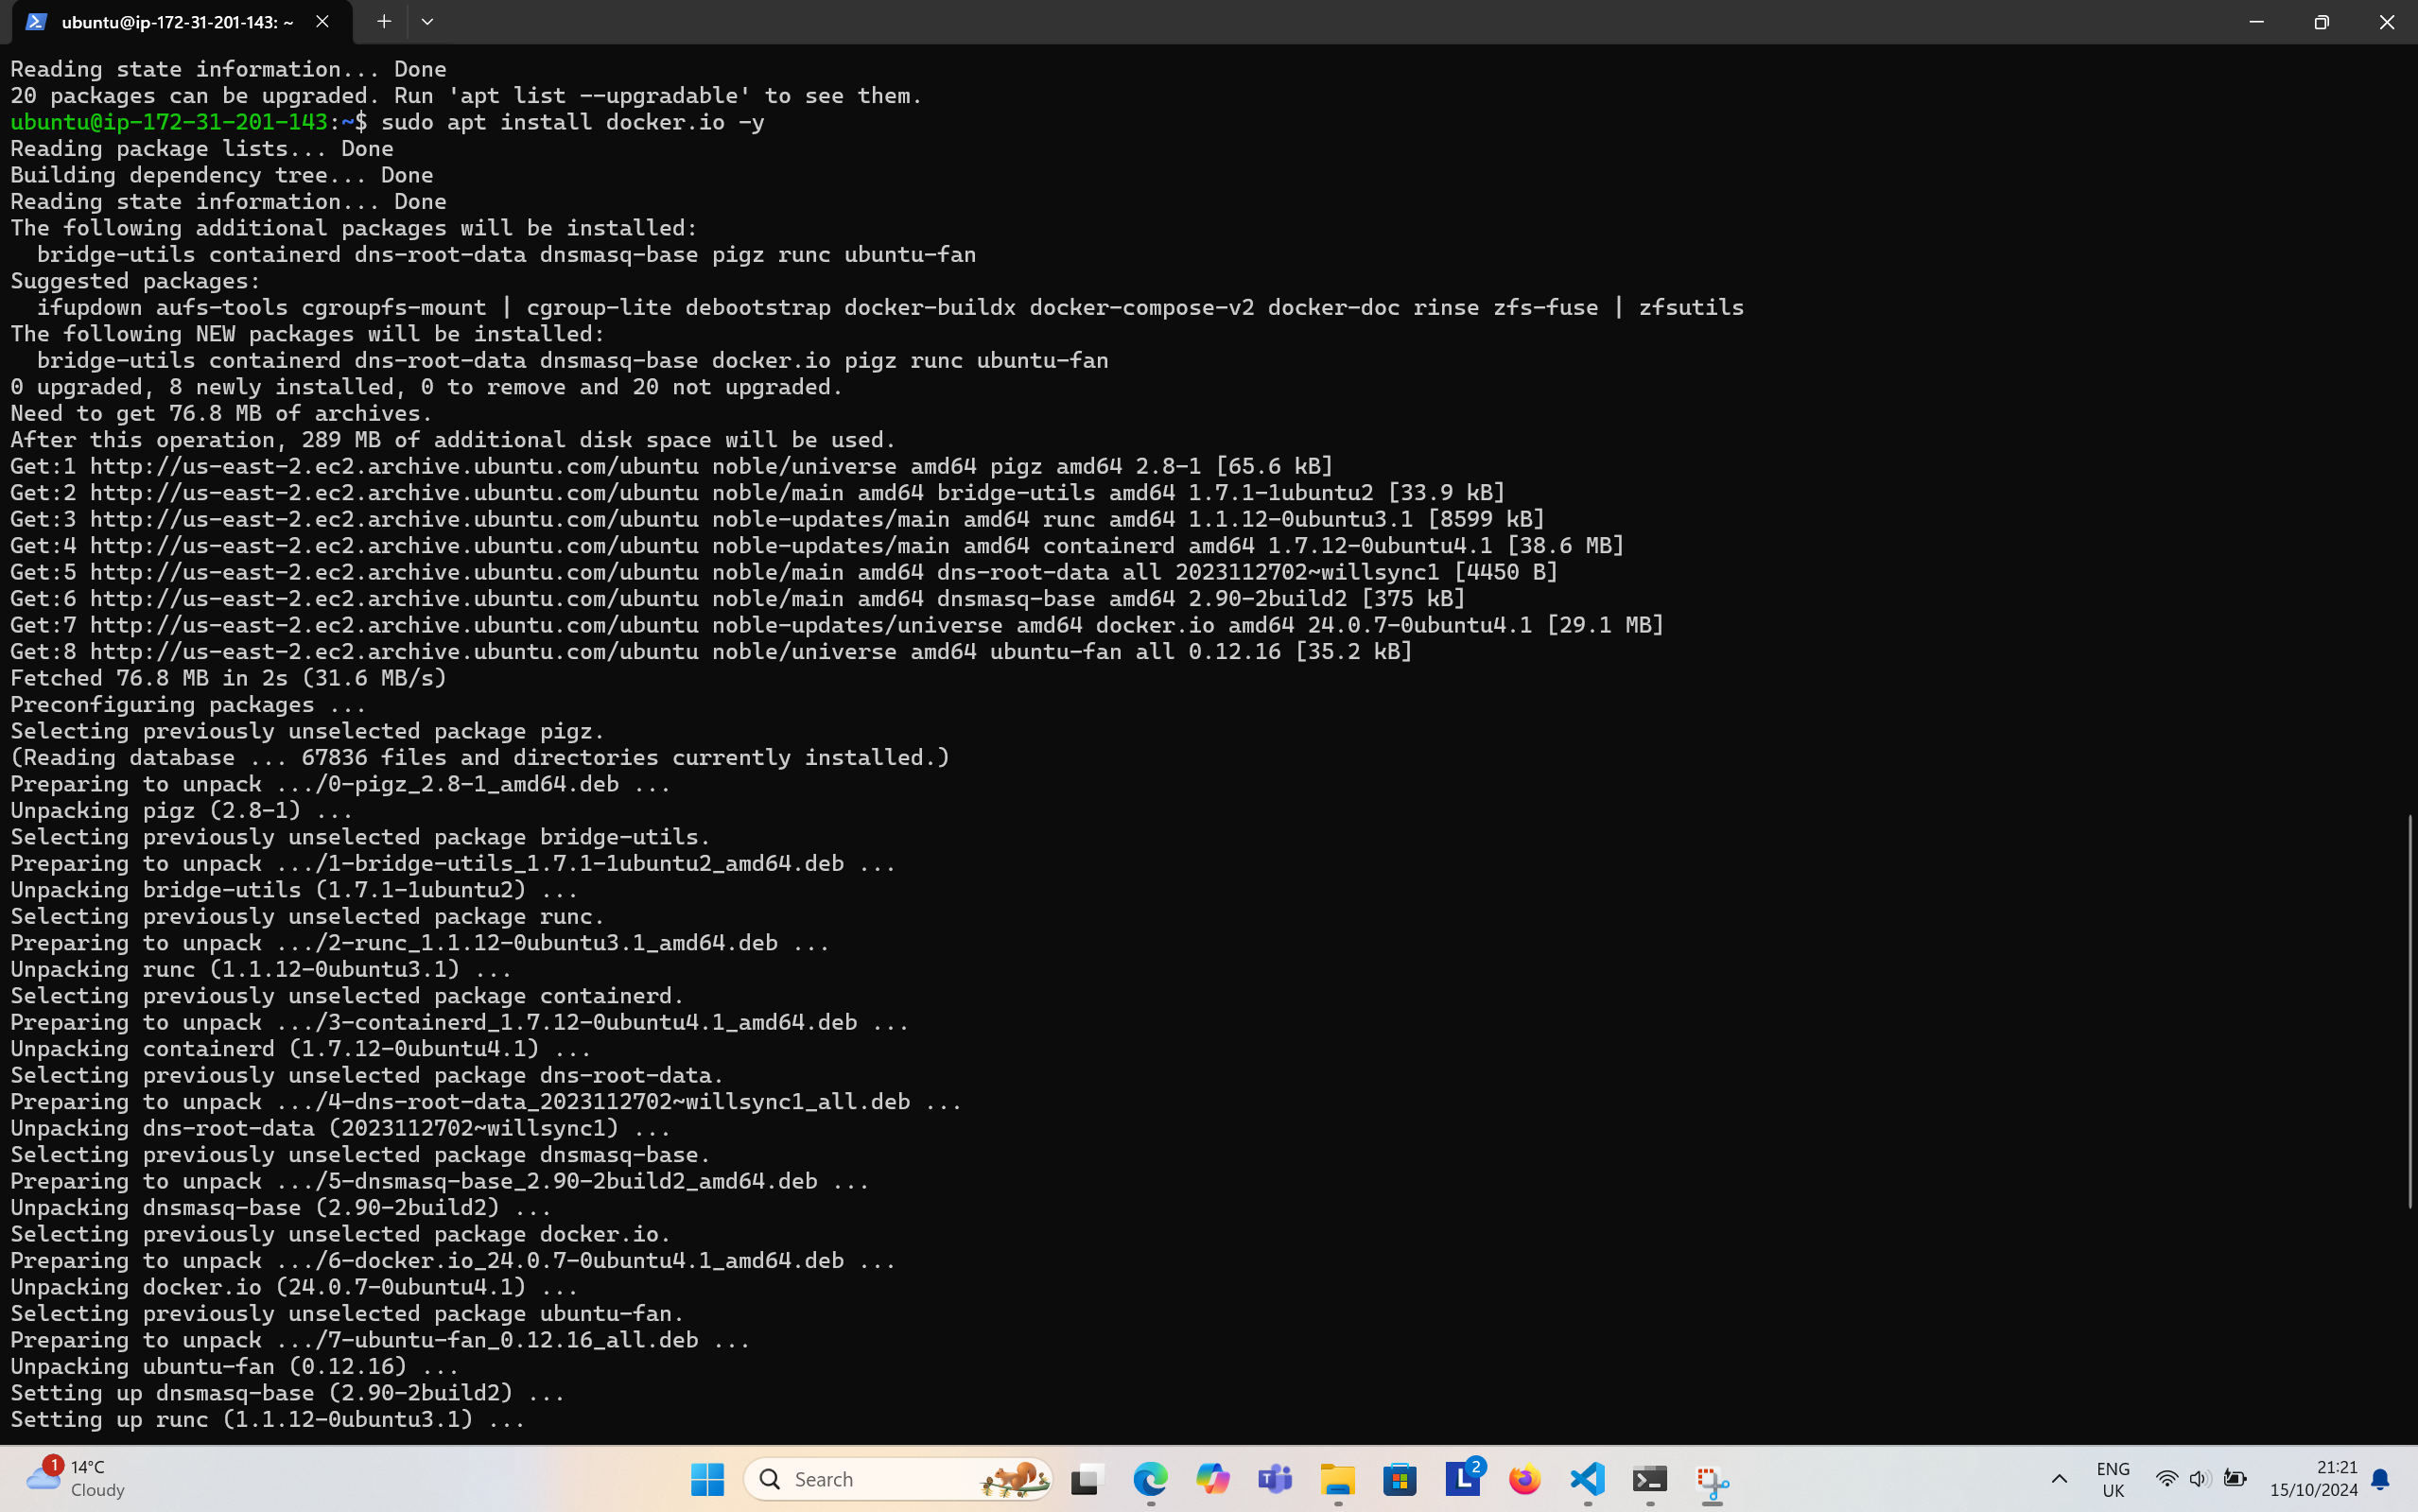 ubuntu@ip-172-31-201-143: ~
Reading state information... Done
20 packages can be upgraded. Run 'apt list --upgradable' to see them.
ubuntu@ip-172-31-201-143:~$ sudo apt install docker.io -y
Reading package lists... Done
Building dependency tree... Done
Reading state information... Done
The following additional packages will be installed:
  bridge-utils containerd dns-root-data dnsmasq-base pigz runc ubuntu-fan
Suggested packages:
  ifupdown aufs-tools cgroupfs-mount | cgroup-lite debootstrap docker-buildx docker-compose-v2 docker-doc rinse zfs-fuse | zfsutils
The following NEW packages will be installed:
  bridge-utils containerd dns-root-data dnsmasq-base docker.io pigz runc ubuntu-fan
0 upgraded, 8 newly installed, 0 to remove and 20 not upgraded.
Need to get 76.8 MB of archives.
After this operation, 289 MB of additional disk space will be used.
Get:1 http://us-east-2.ec2.archive.ubuntu.com/ubuntu noble/universe amd64 pigz amd64 2.8-1 [65.6 kB]
Get:2 http://us-east-2.ec2.archive.ubuntu.com/ubuntu noble/main amd64 bridge-utils amd64 1.7.1-1ubuntu2 [33.9 kB]
Get:3 http://us-east-2.ec2.archive.ubuntu.com/ubuntu noble-updates/main amd64 runc amd64 1.1.12-0ubuntu3.1 [8599 kB]
Get:4 http://us-east-2.ec2.archive.ubuntu.com/ubuntu noble-updates/main amd64 containerd amd64 1.7.12-0ubuntu4.1 [38.6 MB]
Get:5 http://us-east-2.ec2.archive.ubuntu.com/ubuntu noble/main amd64 dns-root-data all 2023112702~willsync1 [4450 B]
Get:6 http://us-east-2.ec2.archive.ubuntu.com/ubuntu noble/main amd64 dnsmasq-base amd64 2.90-2build2 [375 kB]
Get:7 http://us-east-2.ec2.archive.ubuntu.com/ubuntu noble-updates/universe amd64 docker.io amd64 24.0.7-0ubuntu4.1 [29.1 MB]
Get:8 http://us-east-2.ec2.archive.ubuntu.com/ubuntu noble/universe amd64 ubuntu-fan all 0.12.16 [35.2 kB]
Fetched 76.8 MB in 2s (31.6 MB/s)
Preconfiguring packages ...
Selecting previously unselected package pigz.
(Reading database ... 67836 files and directories currently installed.)
Preparing to unpack .../0-pigz_2.8-1_amd64.deb ...
Unpacking pigz (2.8-1) ...
Selecting previously unselected package bridge-utils.
Preparing to unpack .../1-bridge-utils_1.7.1-1ubuntu2_amd64.deb ...
Unpacking bridge-utils (1.7.1-1ubuntu2) ...
Selecting previously unselected package runc.
Preparing to unpack .../2-runc_1.1.12-0ubuntu3.1_amd64.deb ...
Unpacking runc (1.1.12-0ubuntu3.1) ...
Selecting previously unselected package containerd.
Preparing to unpack .../3-containerd_1.7.12-0ubuntu4.1_amd64.deb ...
Unpacking containerd (1.7.12-0ubuntu4.1) ...
Selecting previously unselected package dns-root-data.
Preparing to unpack .../4-dns-root-data_2023112702~willsync1_all.deb ...
Unpacking dns-root-data (2023112702~willsync1) ...
Selecting previously unselected package dnsmasq-base.
Preparing to unpack .../5-dnsmasq-base_2.90-2build2_amd64.deb ...
Unpacking dnsmasq-base (2.90-2build2) ...
Selecting previously unselected package docker.io.
Preparing to unpack .../6-docker.io_24.0.7-0ubuntu4.1_amd64.deb ...
Unpacking docker.io (24.0.7-0ubuntu4.1) ...
Selecting previously unselected package ubuntu-fan.
Preparing to unpack .../7-ubuntu-fan_0.12.16_all.deb ...
Unpacking ubuntu-fan (0.12.16) ...
Setting up dnsmasq-base (2.90-2build2) ...
Setting up runc (1.1.12-0ubuntu3.1) ...
1
14°C
Cloudy
Search
T
L
2
ENG
UK
21:21
15/10/2024